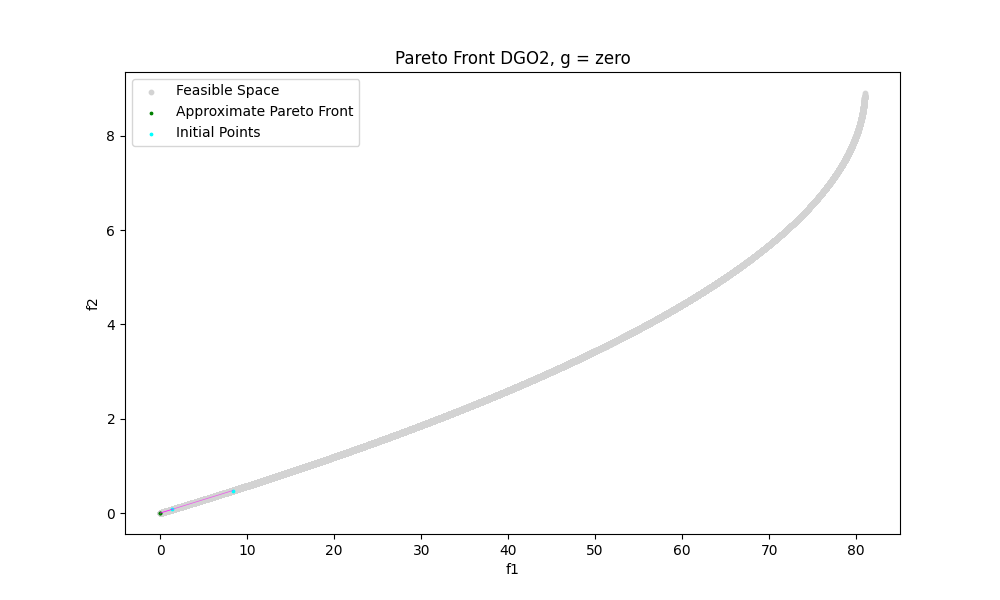 Pareto Front DGO2, g = zero
Feasible Space
Approximate Pareto Front
Initial Points
8
6
4
2
0
f2
0 10 20 30 40 50 60 70 80
f1